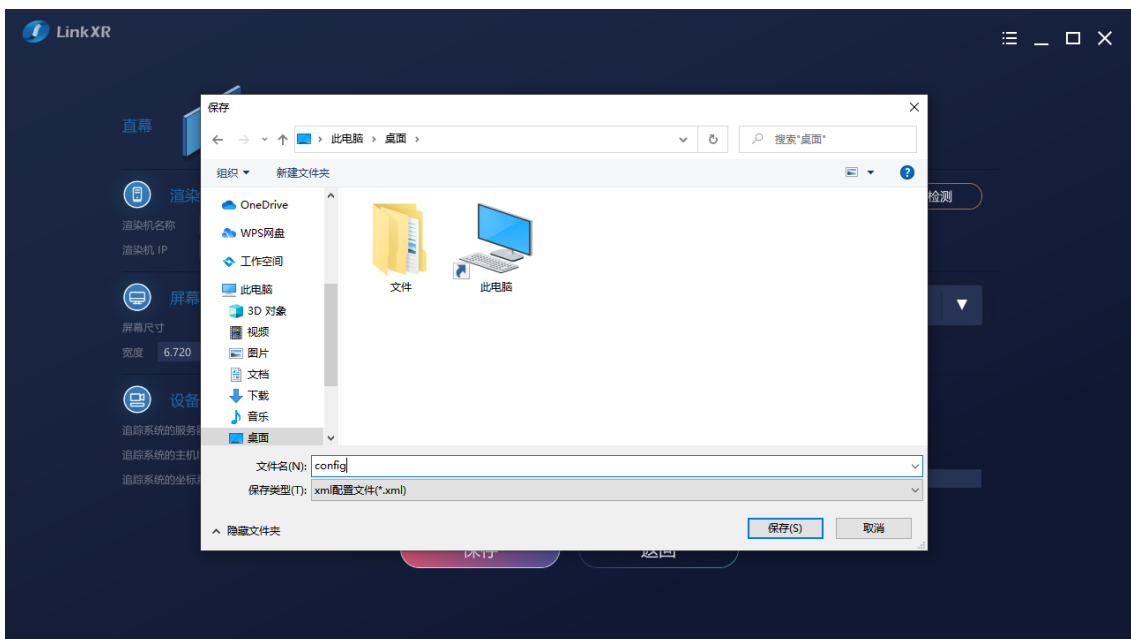 LinkXR
直幕
保存
此电脑 › 桌面 ›
搜索"桌面"
组织 新建文件夹
OneDrive
WPS网盘
工作空间
此电脑
3D 对象
视频
图片
文档
下载
音乐
桌面
文件
此电脑
文件名(N): config
保存类型(T): xml配置文件(*.xml)
隐藏文件夹
保存(S) 取消
渲染
检测
渲染机名称
渲染机 IP
屏幕
屏幕尺寸
宽度 6.720
设备
追踪系统的服务
追踪系统的主机
追踪系统的坐标
保存 返回